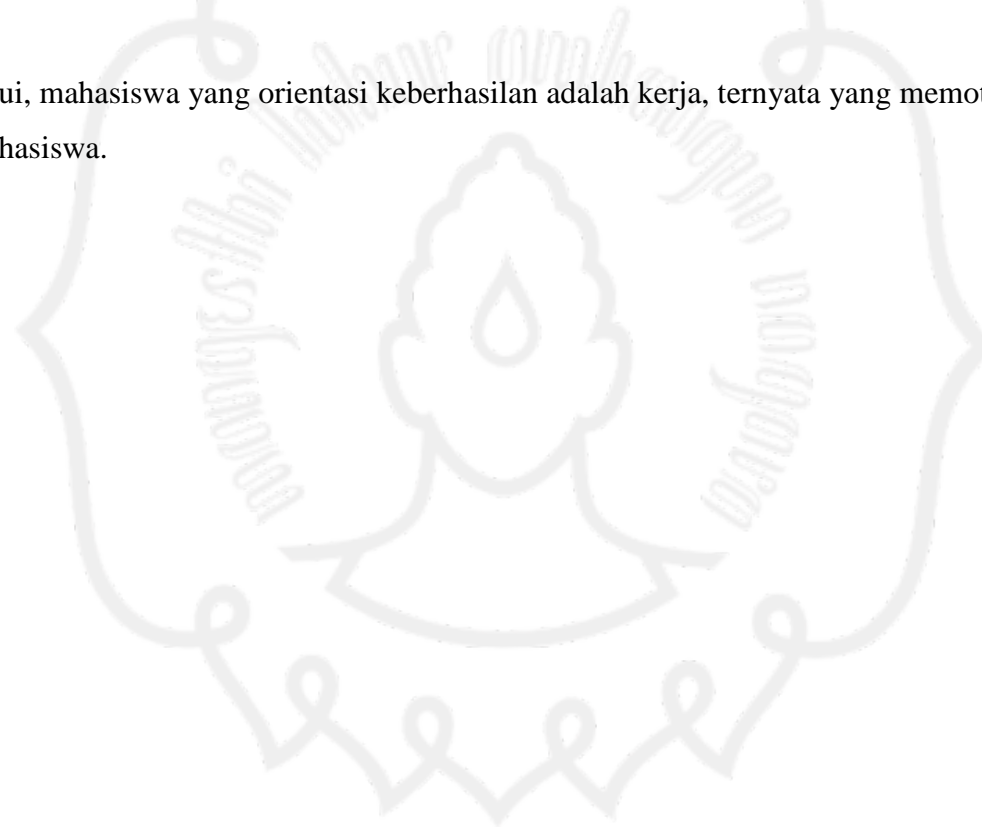 ui, mahasiswa yang orientasi keberhasilan adalah kerja, ternyata yang memot
hasiswa.